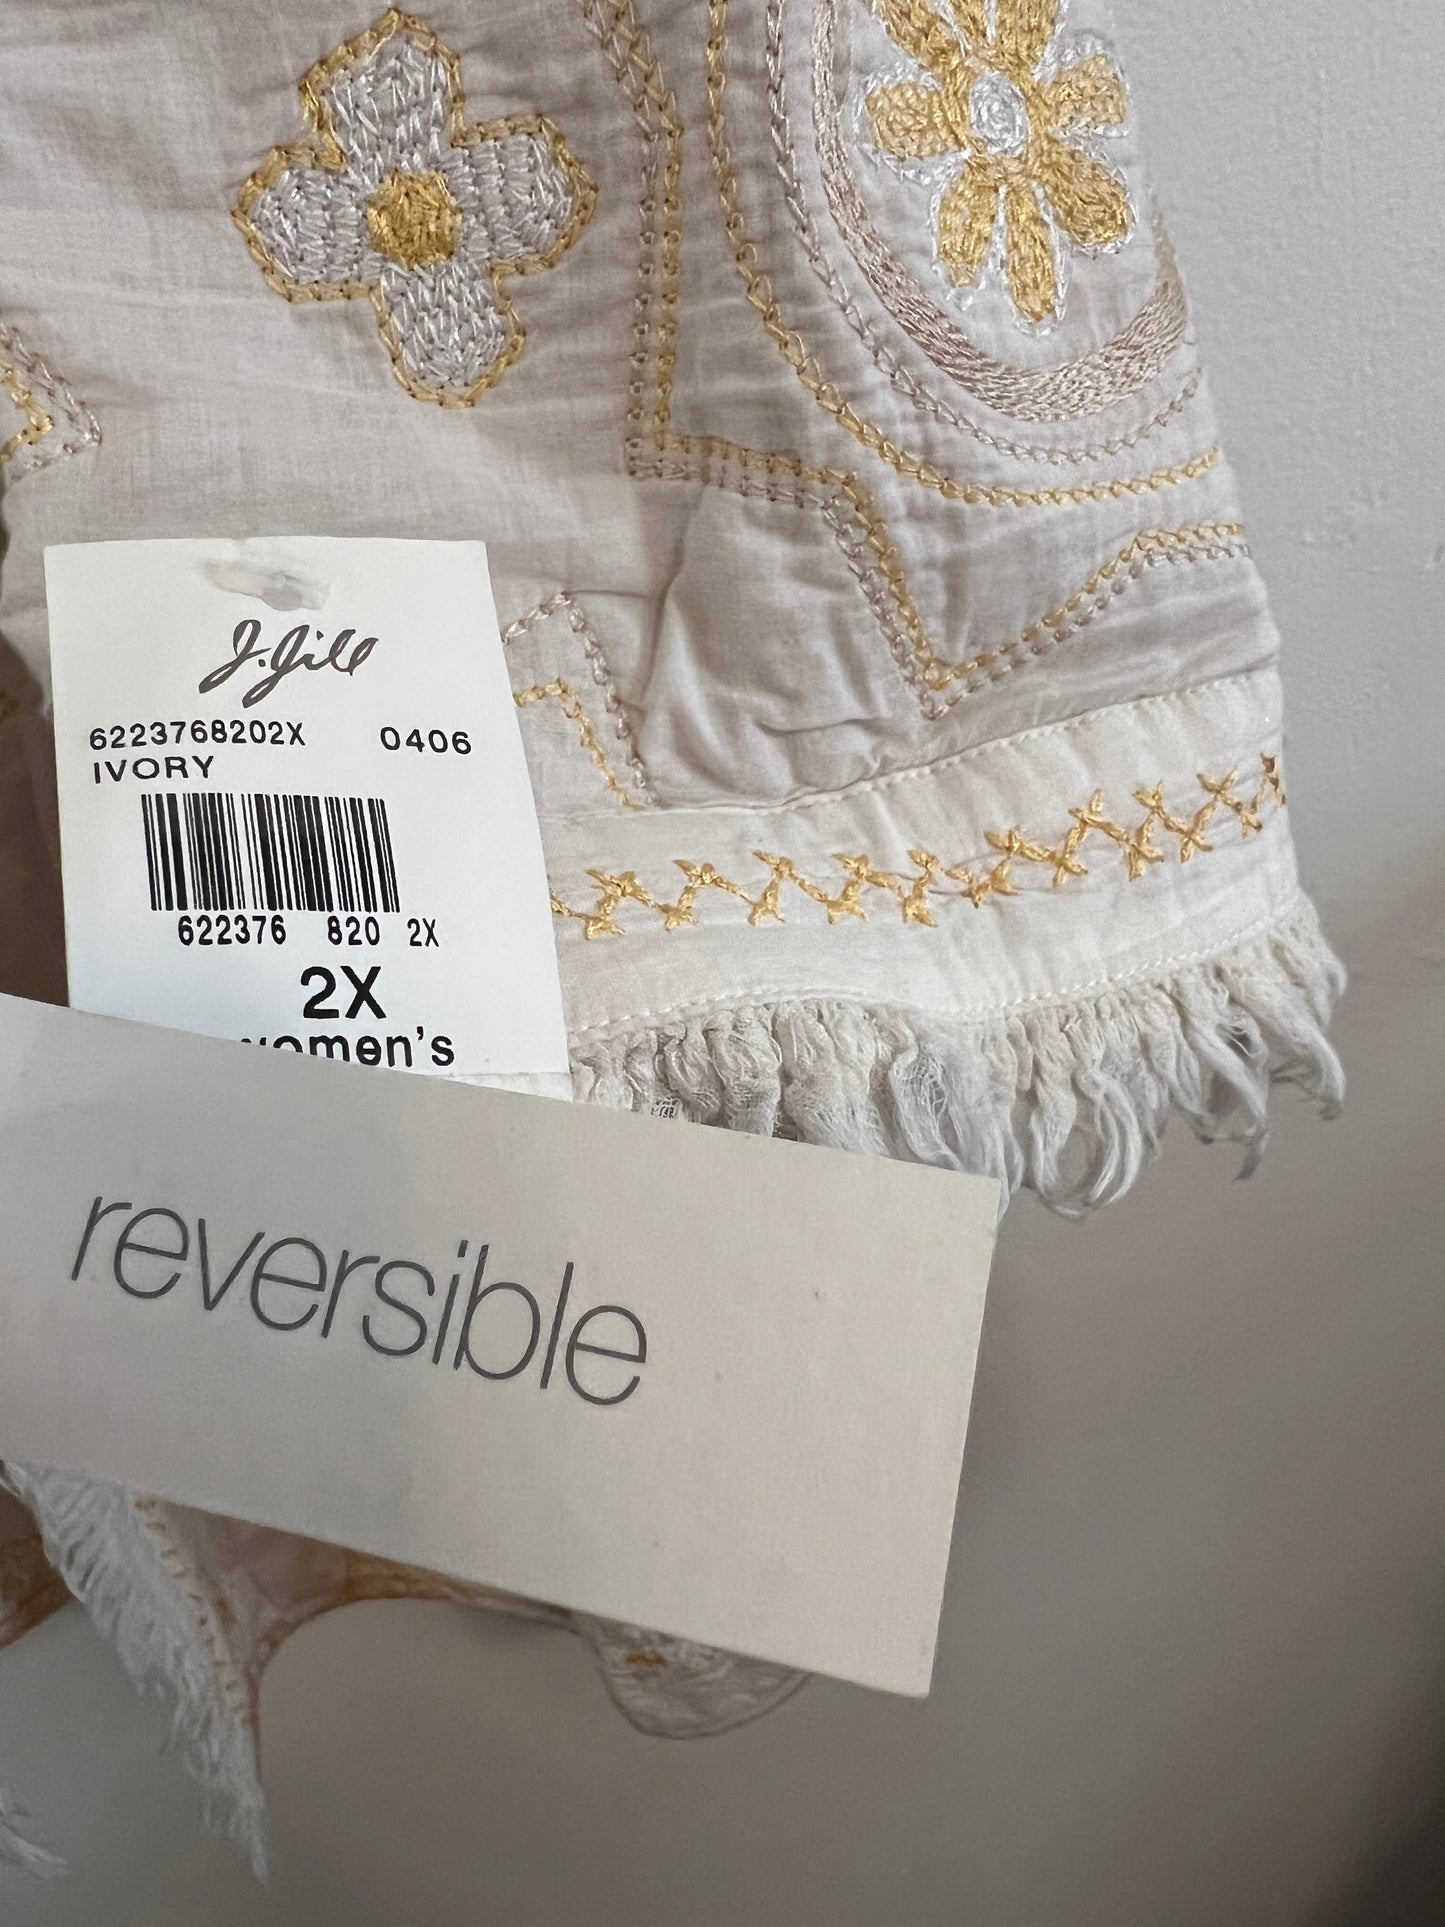 J.Jill
6223768202X 0406
IVORY
622376 820 2X
2X
women's
reversible